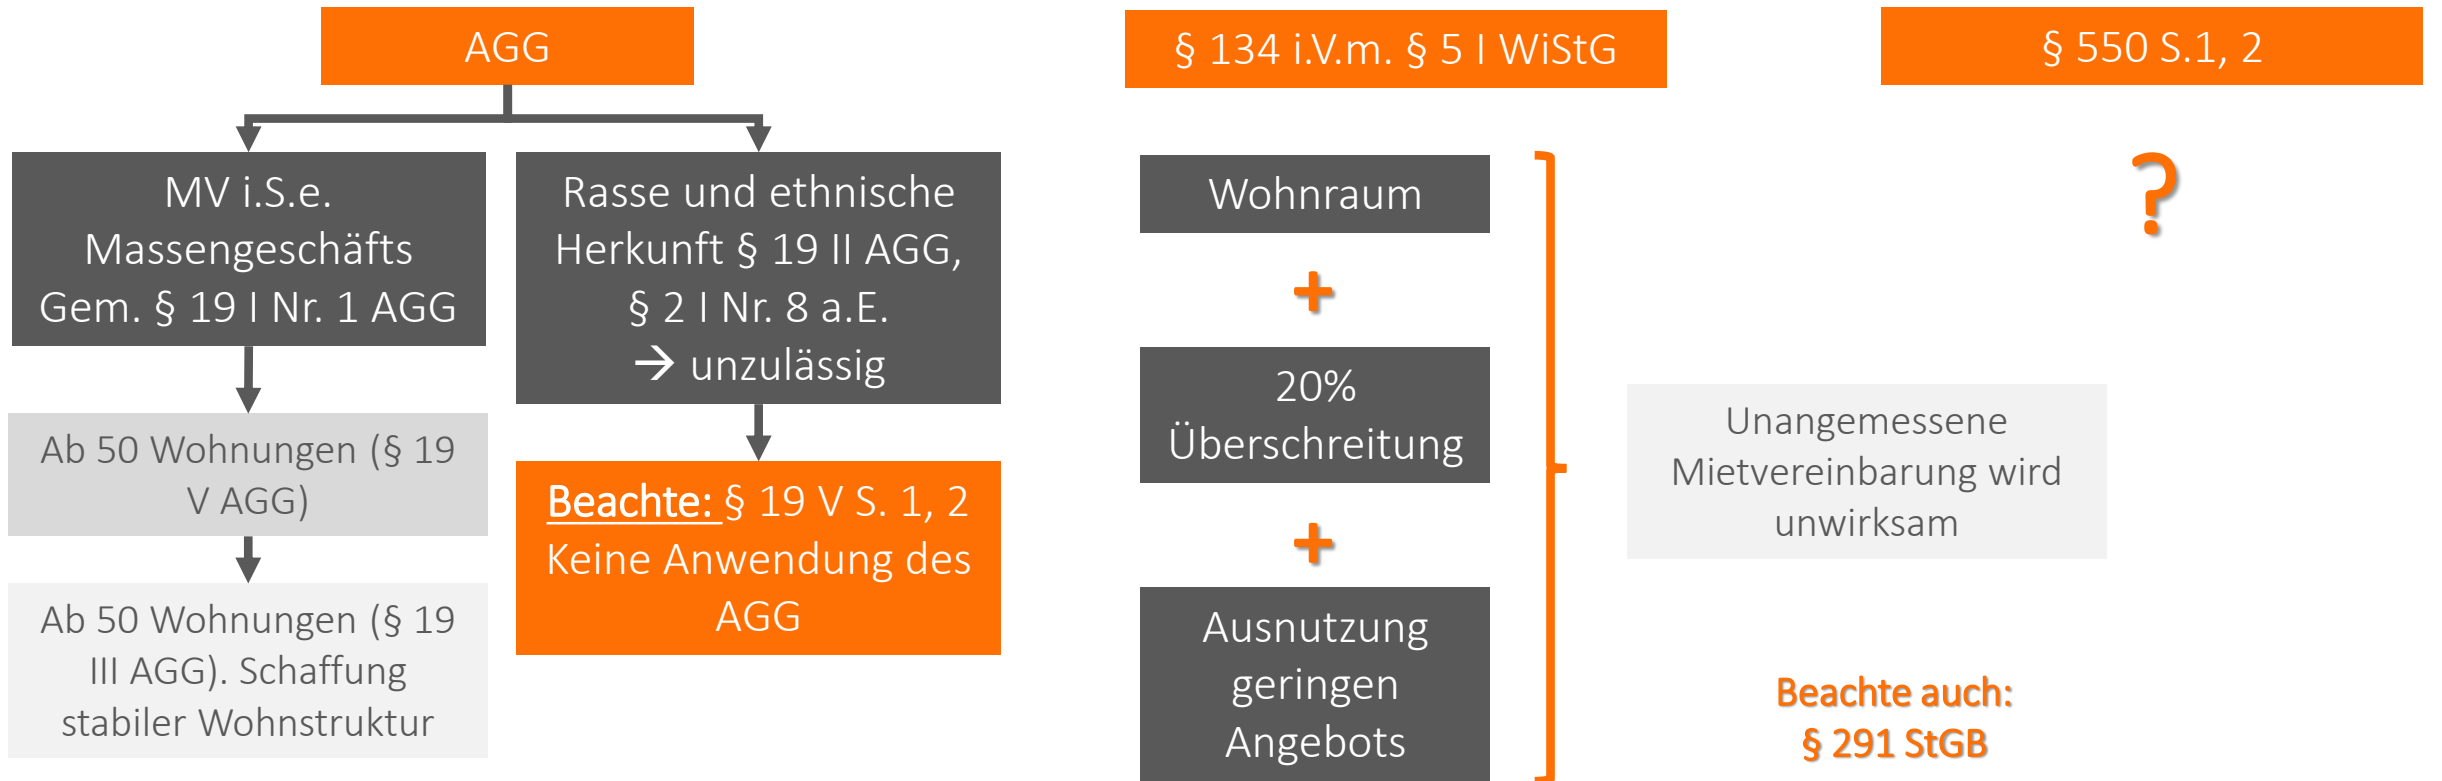 AGG
MV i.S.e.
Massengeschäfts
Gem. § 19 I Nr. 1 AGG
Ab 50 Wohnungen (§ 19
V AGG)
Ab 50 Wohnungen (§ 19
III AGG). Schaffung
stabiler Wohnstruktur
Rasse und ethnische
Herkunft § 19 II AGG,
§ 2 I Nr. 8 a.E.
→ unzulässig
Beachte: § 19 V S. 1, 2
Keine Anwendung des
AGG
§ 134 i.V.m. § 5 I WiStG
Wohnraum
+
20%
Überschreitung
+
Ausnutzung
geringen
Angebots
Unangemessene
Mietvereinbarung wird
unwirksam
Beachte auch:
§ 291 StGB
§ 550 S.1, 2
?